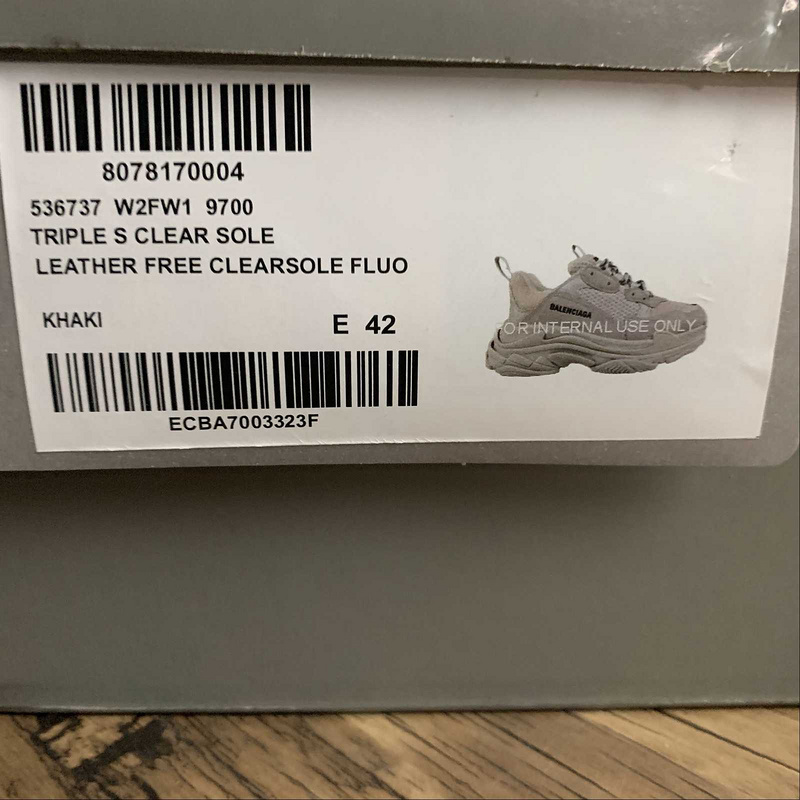 8078170004
536737 W2FW1 9700
TRIPLE S CLEAR SOLE
LEATHER FREE CLEARSOLE FLUO
KHAKI
E 42
BALENCIAGA
FOR INTERNAL USE ONLY
ECBA7003323F